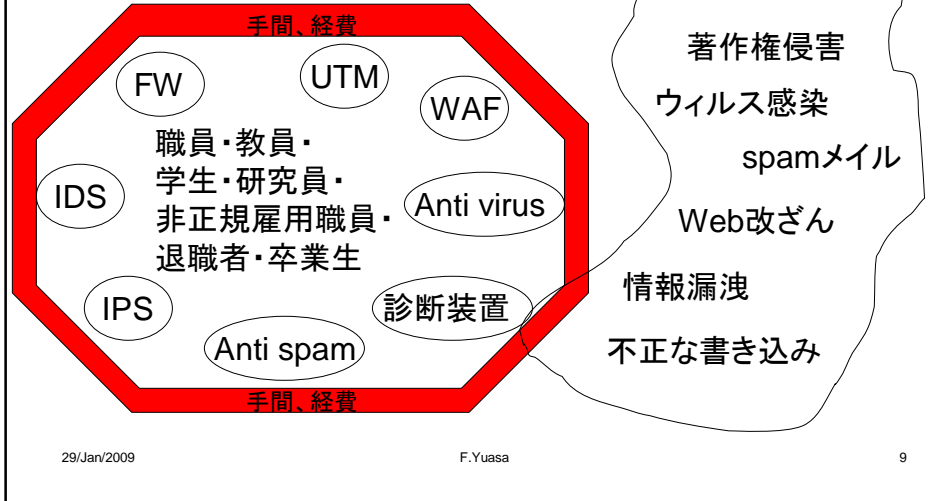 手間、経費
FW
UTM
WAF
職員・教員・
学生・研究員・
非正規雇用職員・
退職者・卒業生
IDS
Anti virus
IPS
診断装置
Anti spam
手間、経費
著作権侵害
ウィルス感染
spamメイル
Web改ざん
情報漏洩
不正な書き込み
29/Jan/2009
F.Yuasa
9